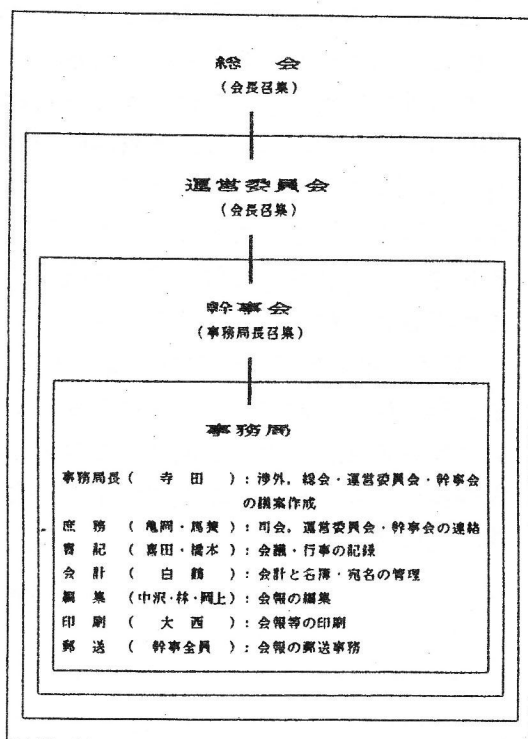 総　会
（会長召集）
運営委員会
（会長召集）
幹事会
（事務局長召集）
事務局
事務局長（　寺　田　）：渉外，総会・運営委員会・幹事会
の議案作成
庶　務（亀岡・　）：司会，運営委員会・幹事会の連絡
書　記（喜田・橋本）：会議・行事の記録
会　計（　白　鶴　）：会計と名簿・宛名の管理
編　集（中沢・林・岡上）：会報の編集
印　刷（　大　西　）：会報等の印刷
郵　送（　幹事全員　）：会報の郵送事務